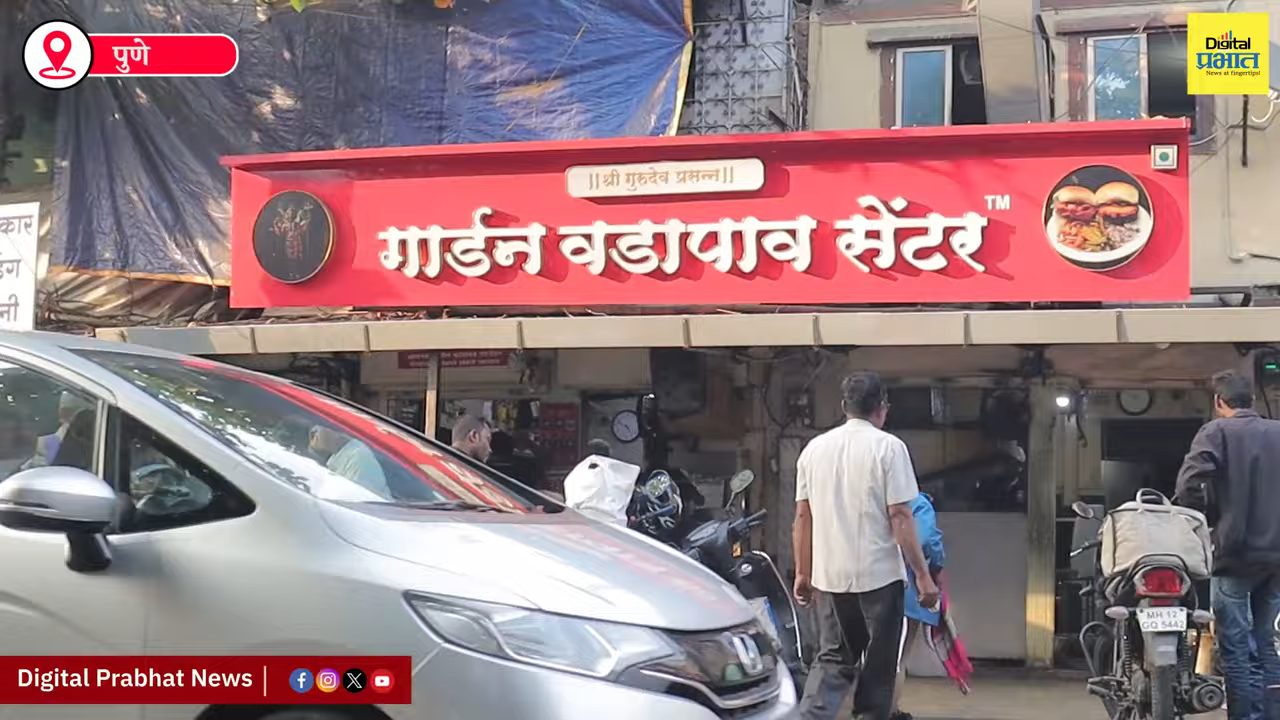 पुणे
Digital
प्रभात
News at fingertips!
||श्री गुरुदेव प्रसन्न||
गार्डन वडापाव सेंटर TM
कार
नी
MH 12
GQ 5442
Digital Prabhat News |